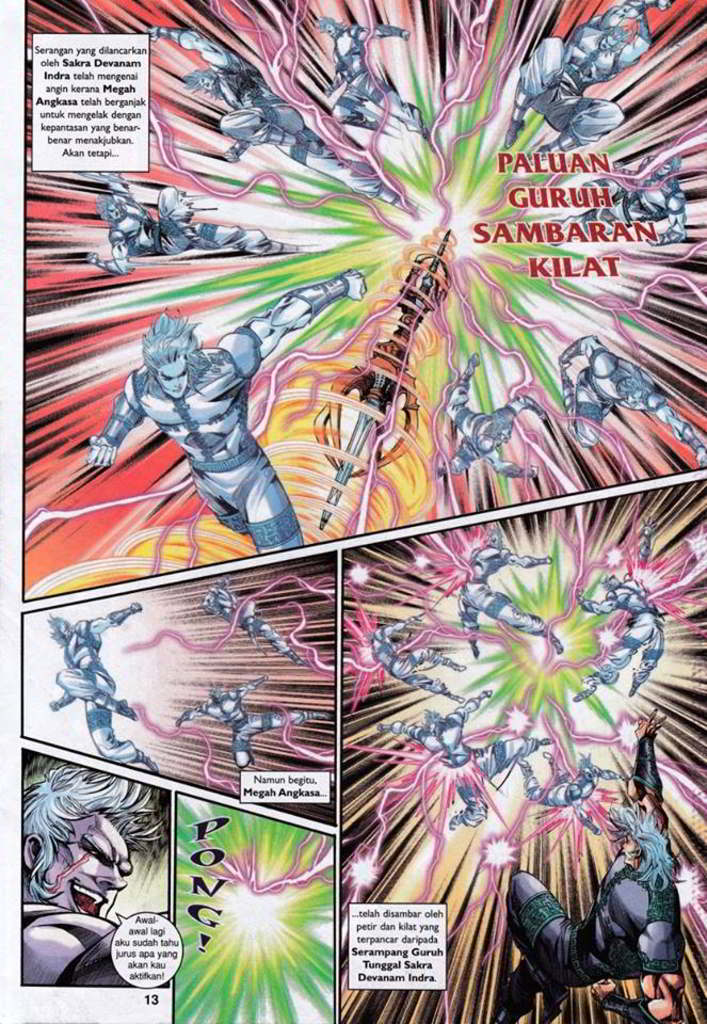 Serangan yang dilancarkan
oleh Sakra Devanam
Indra telah mengenai
angin kerana Megah
Angkasa telah berganjak
untuk mengelak dengan
kepantasan yang benar-
benar menakjubkan.
Akan tetapi...
PALUAN
GURUH
SAMBARAN
KILAT
Namun begitu,
Megah Angkasa...
...telah disambar oleh
petir dan kilat yang
terpancar daripada
Serampang Guruh
Tunggal Sakra
Devanam Indra.
Awal-
awal lagi
aku sudah tahu
jurus apa yang
akan kau
aktifkan!
PONG!
13